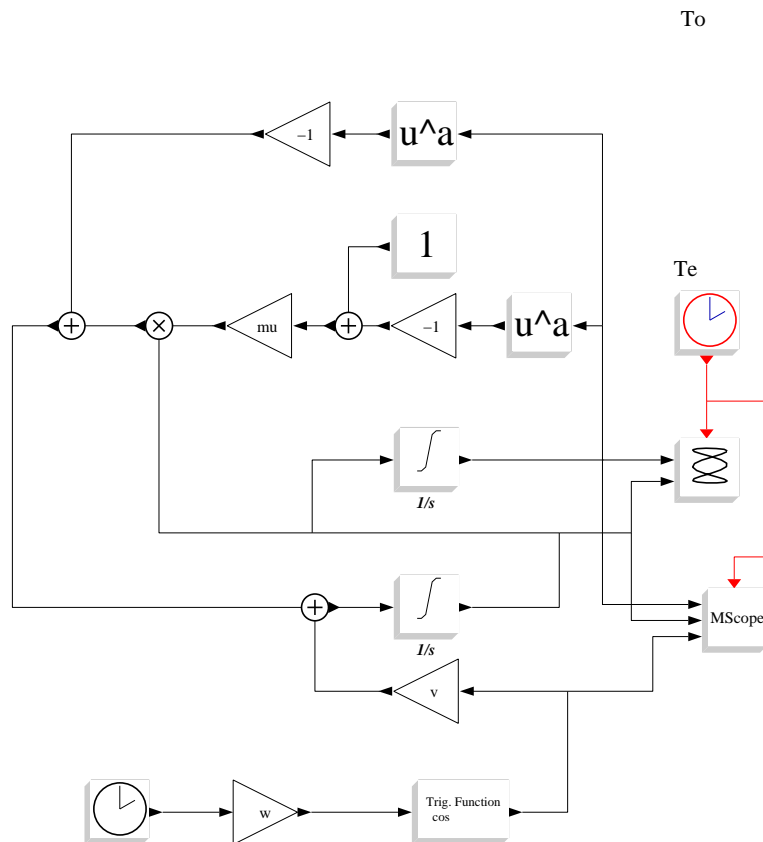 To
−1
u^a
1
Te
mu
−1
u^a
1/s
1/s
MScope
v
w
Trig. Function
cos